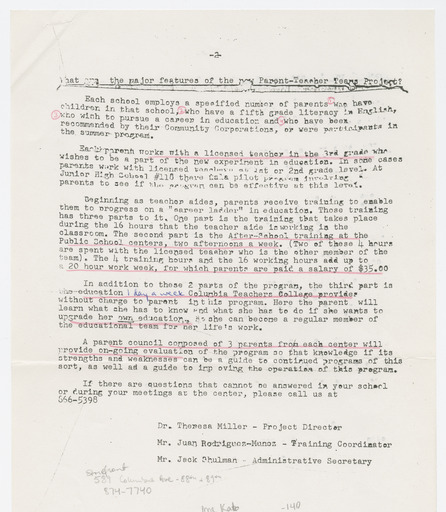 -2-
What are the major features of the new Parent-Teacher Teams Project?
Each school employs a specified number of parents 1 who have
children in that school, 2 who have a fifth grade literacy in English,
3 who wish to pursue a career in education and who have been
recommended by their Community Corporations, or were participants in
the summer program.
Each parent works with a licensed teacher in the 3rd grade who
wishes to be a part of the new experiment in education. In some cases
parents work with licensed teachers at 1st or 2nd grade level. At
Junior High School #118 there is a pilot program involving
parents to see if the program can be effective at this level.
Beginning as teacher aides, parents receive training to enable
them to progress on a "career ladder" in education. Those training
has three parts to it. One part is the training that takes place
during the 16 hours that the teacher aide is working in the
classroom. The second part is the After-School training at the
Public School centers, two afternoons a week. (Two of those 4 hours
are spent with the licensed teacher who is the other member of the
team). The 4 training hours and the 16 working hours add up to
a 20 hour work week, for which parents are paid a salary of $35.00
In addition to these 2 parts of the program, the third part is
the education 1 day a week Columbia Teachers College provides
without charge to parent in this program. Here the parent will
learn what she has to know and what she has to do if she wants to
upgrade her own education, so she can become a regular member of
the educational team for her life's work.
A parent council composed of 3 parents from each center will
provide on-going evaluation of the program so that knowledge if its
strengths and weaknesses can be a guide to continued programs of this
sort, as well as a guide to improving the operation of this program.
If there are questions that cannot be answered in your school
or during your meetings at the center, please call us at
866-5398
Dr. Theresa Miller - Project Director
Mr. Juan Rodriguez-Munoz - Training Coordinator
Mr. Jack Shulman - Administrative Secretary
storefront
589 Columbus Ave - 88th + 89th
874-7740
Mrs. Kato -140